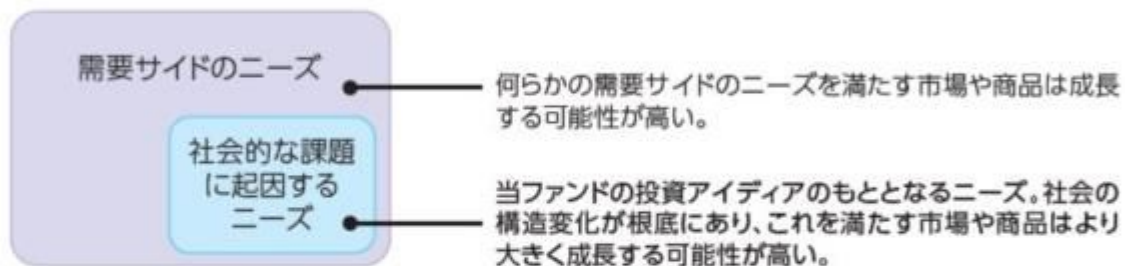 需要サイドのニーズ
何らかの需要サイドのニーズを満たす市場や商品は成長
する可能性が高い。
社会的な課題
に起因する
ニーズ
当ファンドの投資アイディアのもととなるニーズ。社会の
構造変化が根底にあり、これを満たす市場や商品はより
大きく成長する可能性が高い。